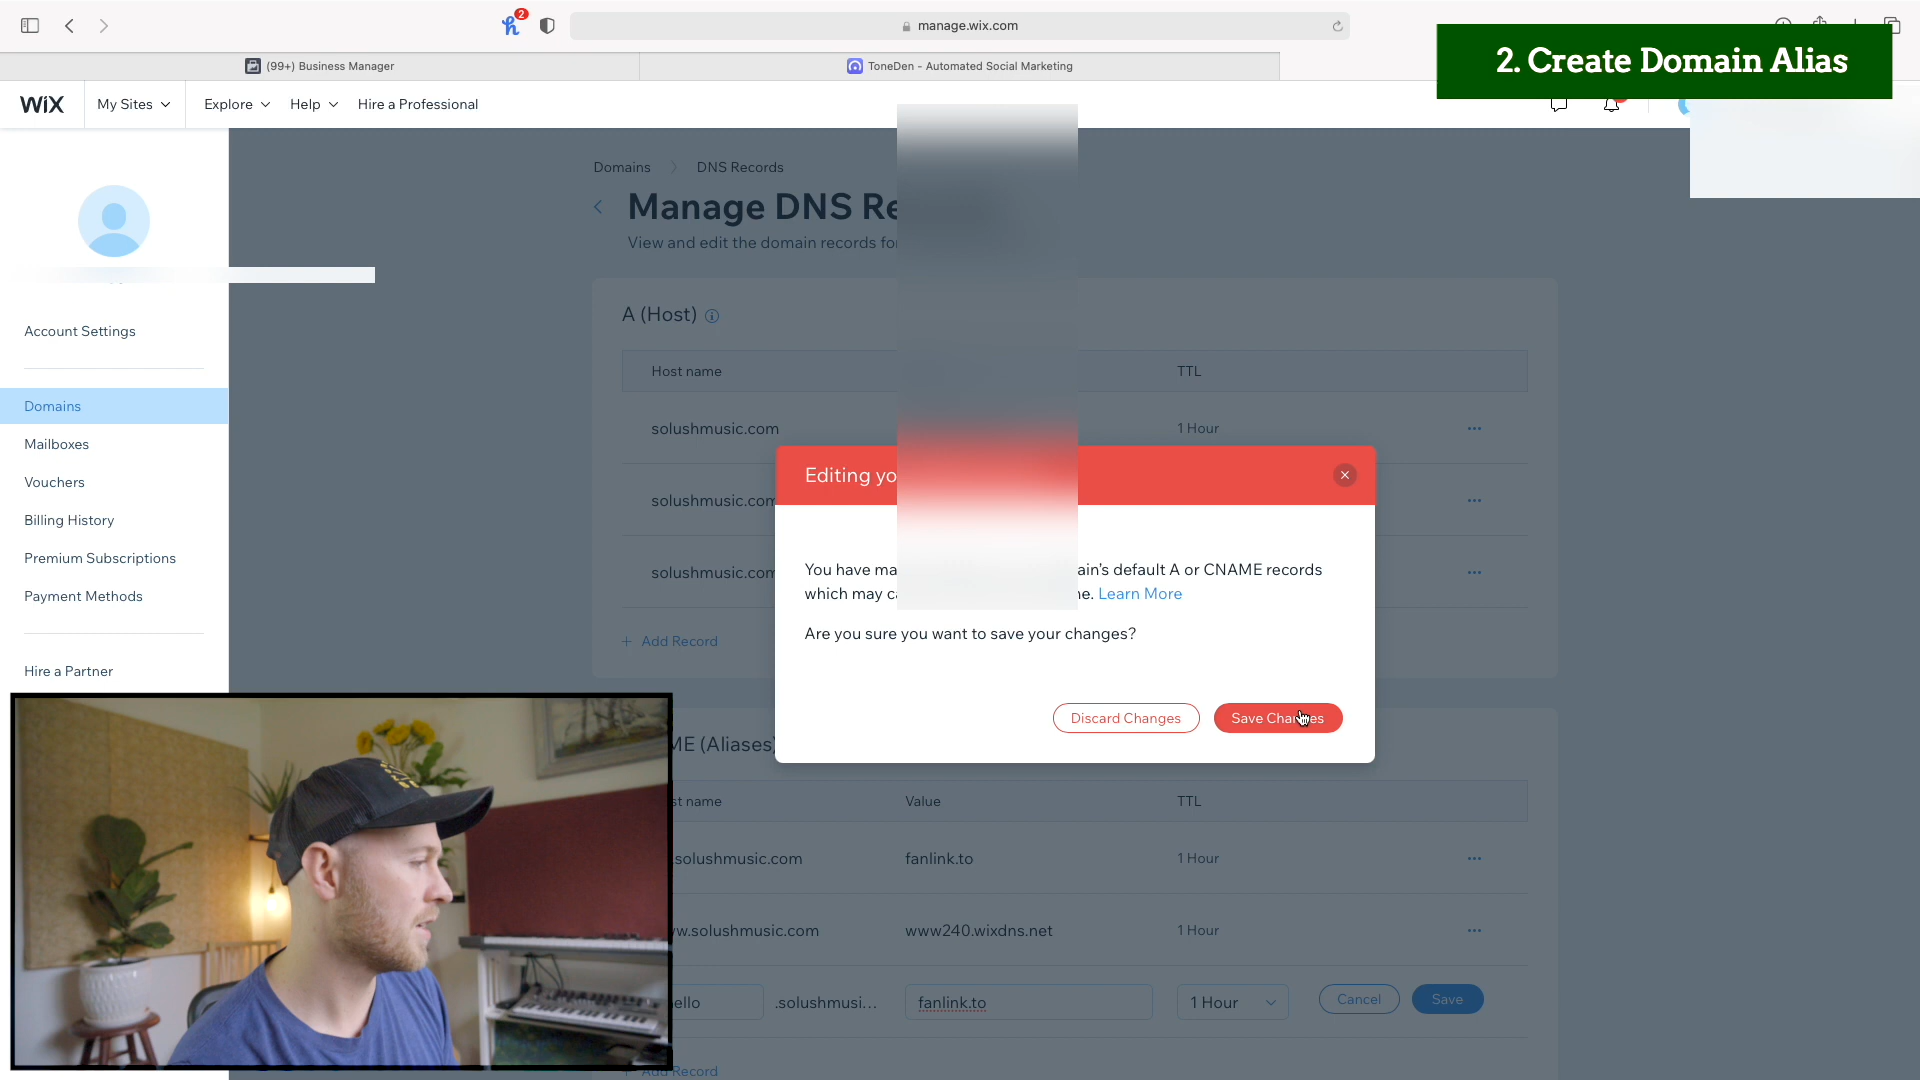 2
manage.wix.com
(99+) Business Manager
ToneDen - Automated Social Marketing
2. Create Domain Alias
WiX
My Sites
Explore
Help
Hire a Professional
Domains
DNS Records
Manage DNS Re
View and edit the domain records fo
Account Settings
Domains
Mailboxes
Vouchers
Billing History
Premium Subscriptions
Payment Methods
Hire a Partner
A (Host)
Host name
TTL
solushmusic.com
1 Hour
solushmusic.com
solushmusic.com
+ Add Record
Editing yo
You have ma
ain's default A or CNAME records
which may ca
ne. Learn More
Are you sure you want to save your changes?
Discard Changes
Save Changes
ME (Aliases)
st name
Value
TTL
.solushmusic.com
fanlink.to
1 Hour
w.solushmusic.com
www240.wixdns.net
1 Hour
ello
.solushmusi...
fanlink.to
1 Hour
Cancel
Save
Add Record